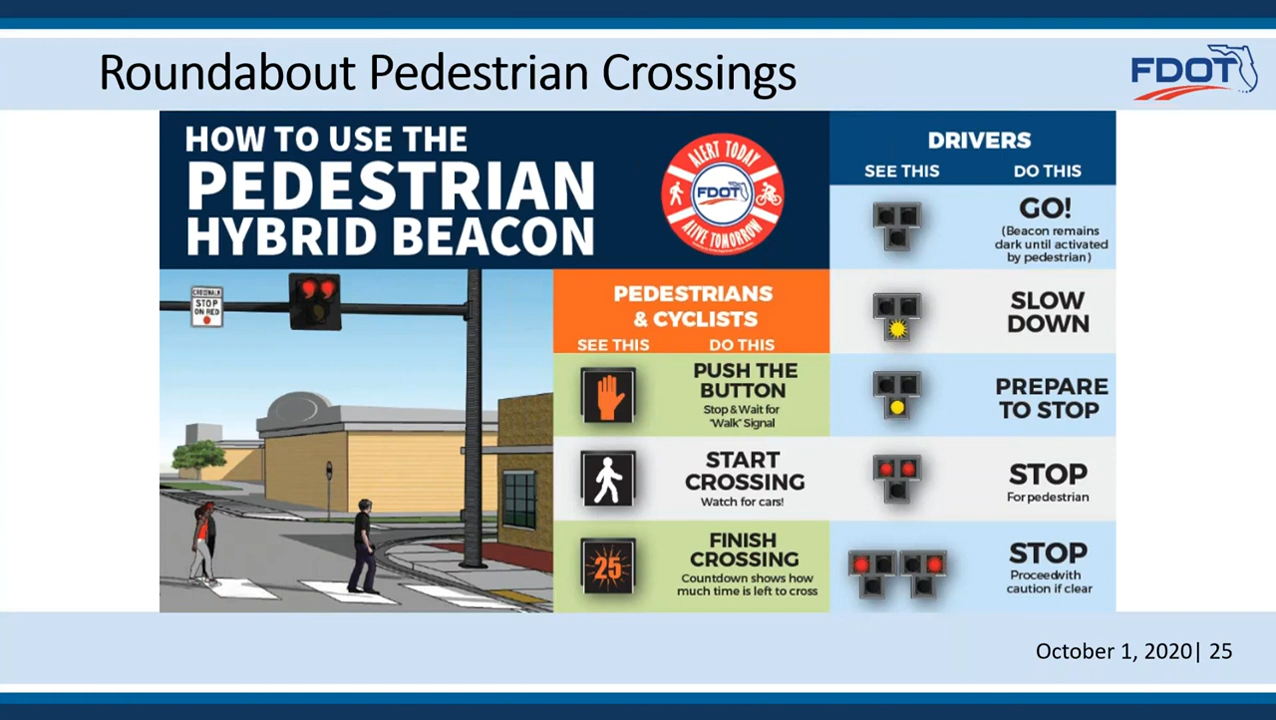 Roundabout Pedestrian Crossings
FDOT
HOW TO USE THE
PEDESTRIAN
HYBRID BEACON
ALERT TODAY
FDOT
ALIVE TOMORROW
DRIVERS
SEE THIS
DO THIS
GO!
(Beacon remains
dark until activated
by pedestrian)
SLOW
DOWN
PREPARE
TO STOP
STOP
For pedestrian
STOP
Proceed with
caution if clear
CROSSWALK
STOP
ON RED
PEDESTRIANS
& CYCLISTS
SEE THIS
DO THIS
PUSH THE
BUTTON
Stop & Wait for
"Walk" Signal
START
CROSSING
Watch for cars!
25
FINISH
CROSSING
Countdown shows how
much time is left to cross
October 1, 2020| 25